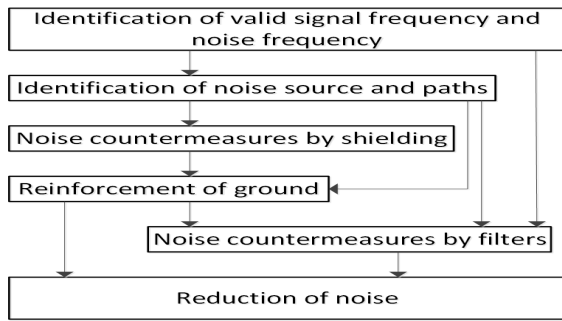 Identification of valid signal frequency and
noise frequency
Identification of noise source and paths
Noise countermeasures by shielding
Reinforcement of ground
Noise countermeasures by filters
Reduction of noise